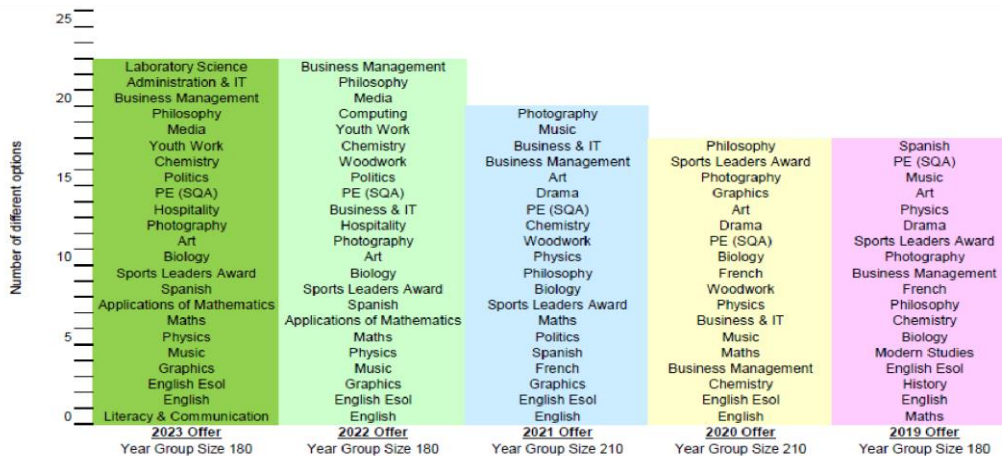 Number of different options
25
20
15
10
5
0
Laboratory Science
Administration & IT
Business Management
Philosophy
Media
Youth Work
Chemistry
Politics
PE (SQA)
Hospitality
Photography
Art
Biology
Sports Leaders Award
Spanish
Applications of Mathematics
Maths
Physics
Music
Graphics
English Esol
English
Literacy & Communication
2023 Offer
Year Group Size 180
Business Management
Philosophy
Media
Computing
Youth Work
Chemistry
Woodwork
Politics
PE (SQA)
Business & IT
Hospitality
Photography
Art
Biology
Sports Leaders Award
Spanish
Applications of Mathematics
Maths
Physics
Music
Graphics
English Esol
English
2022 Offer
Year Group Size 180
Photography
Music
Business & IT
Business Management
Art
Drama
PE (SQA)
Chemistry
Woodwork
Physics
Philosophy
Biology
Sports Leaders Award
Maths
Politics
Spanish
French
Graphics
English Esol
English
2021 Offer
Year Group Size 210
Philosophy
Sports Leaders Award
Photography
Graphics
Art
Drama
PE (SQA)
Biology
French
Woodwork
Physics
Business & IT
Music
Maths
Business Management
Chemistry
English Esol
English
2020 Offer
Year Group Size 210
Spanish
PE (SQA)
Music
Art
Physics
Drama
Sports Leaders Award
Photography
Business Management
French
Philosophy
Chemistry
Biology
Modern Studies
English Esol
History
English
Maths
2019 Offer
Year Group Size 180